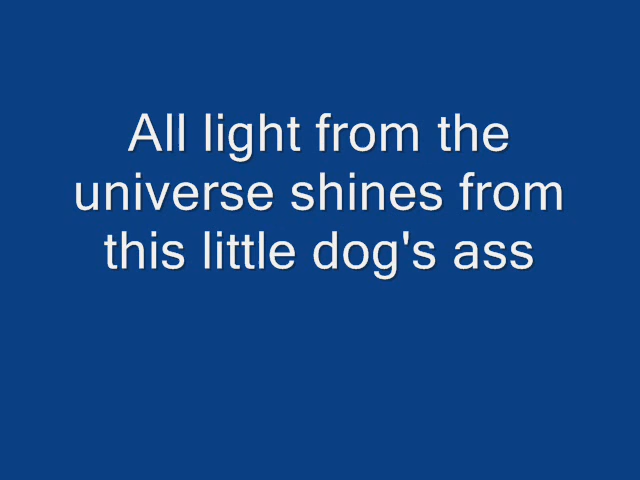 All light from the
universe shines from
this little dog's ass